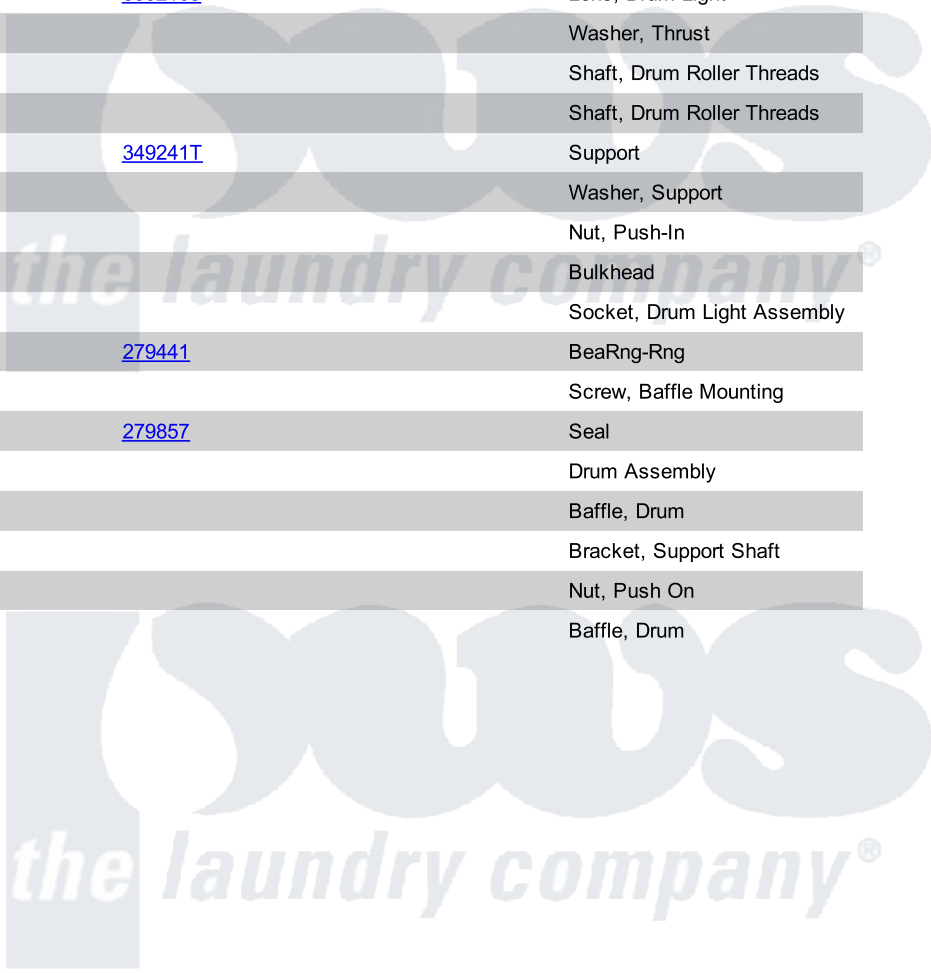 Washer, Thrust
Shaft, Drum Roller Threads
Shaft, Drum Roller Threads
349241T Support
Washer, Support
Nut, Push-In
the laundry company®
Bulkhead
Socket, Drum Light Assembly
279441 BeaRng-Rng
Screw, Baffle Mounting
279857 Seal
Drum Assembly
Baffle, Drum
Bracket, Support Shaft
Nut, Push On
Baffle, Drum
pws
the laundry company®